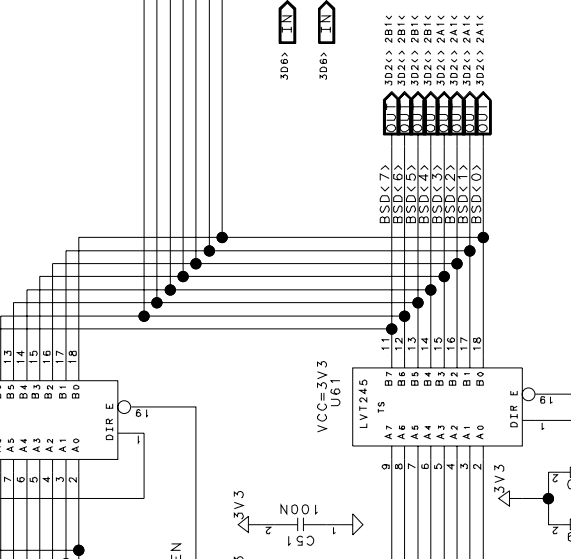 IN
IN
3D6>
3D6>
3D2<> 2B1<
3D2<> 2B1<
3D2<> 2B1<
3D2<> 2B1<
3D2<> 2A1<
3D2<> 2A1<
3D2<> 2A1<
3D2<> 2A1<
OUT
OUT
OUT
OUT
OUT
OUT
OUT
OUT
BSD<7>
BSD<6>
BSD<5>
BSD<4>
BSD<3>
BSD<2>
BSD<1>
BSD<0>
13
14
15
16
17
18
B5
B4
B3
B2
B1
B0
A5
A4
A3
A2
A1
A0
DIR E
19
1
7
6
5
4
3
2
VCC=3V3
U61
LVT245
TS
11
12
13
14
15
16
17
18
B7
B6
B5
B4
B3
B2
B1
B0
A7
A6
A5
A4
A3
A2
A1
A0
DIR E
19
1
9
8
7
6
5
4
3
2
3V3
2
1
100N
C51
3V3
2
2
EN